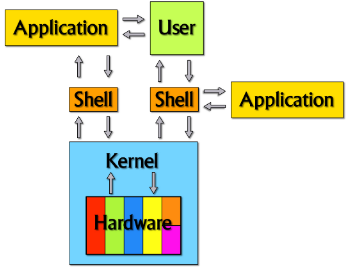 Application
User
Shell
Shell
Application
Kernel
Hardware